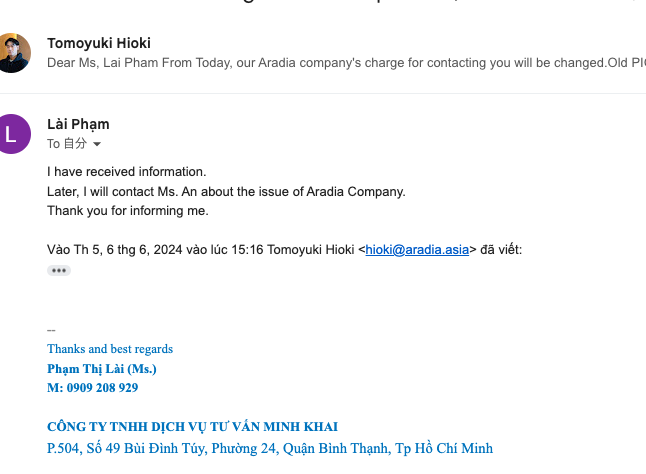 Tomoyuki Hioki
Dear Ms, Lai Pham From Today, our Aradia company's charge for contacting you will be changed.Old
L
Lài Phạm
To 自分
I have received information.
Later, I will contact Ms. An about the issue of Aradia Company.
Thank you for informing me.
Vào Th 5, 6 thg 6, 2024 vào lúc 15:16 Tomoyuki Hioki <hioki@aradia.asia> đã viết:
--
Thanks and best regards
Phạm Thị Lài (Ms.)
M: 0909 208 929
CÔNG TY TNHH DỊCH VỤ TƯ VẤN MINH KHAI
P.504, Số 49 Bùi Đình Túy, Phường 24, Quận Bình Thạnh, Tp Hồ Chí Minh